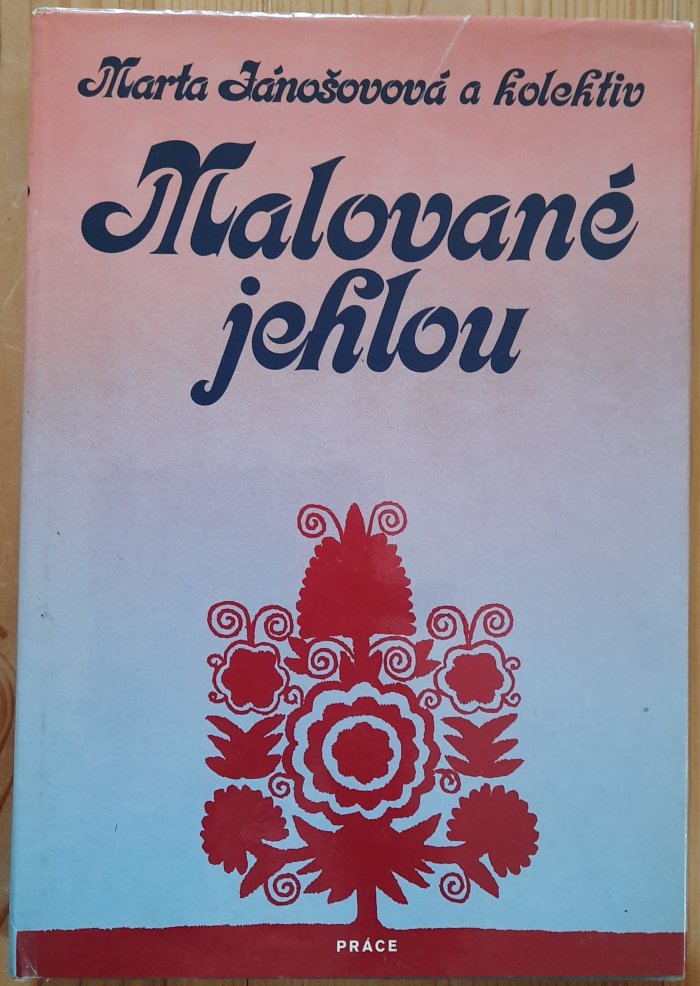 Marta Jánošovová a kolektiv
Malované
jehlou
PRÁCE